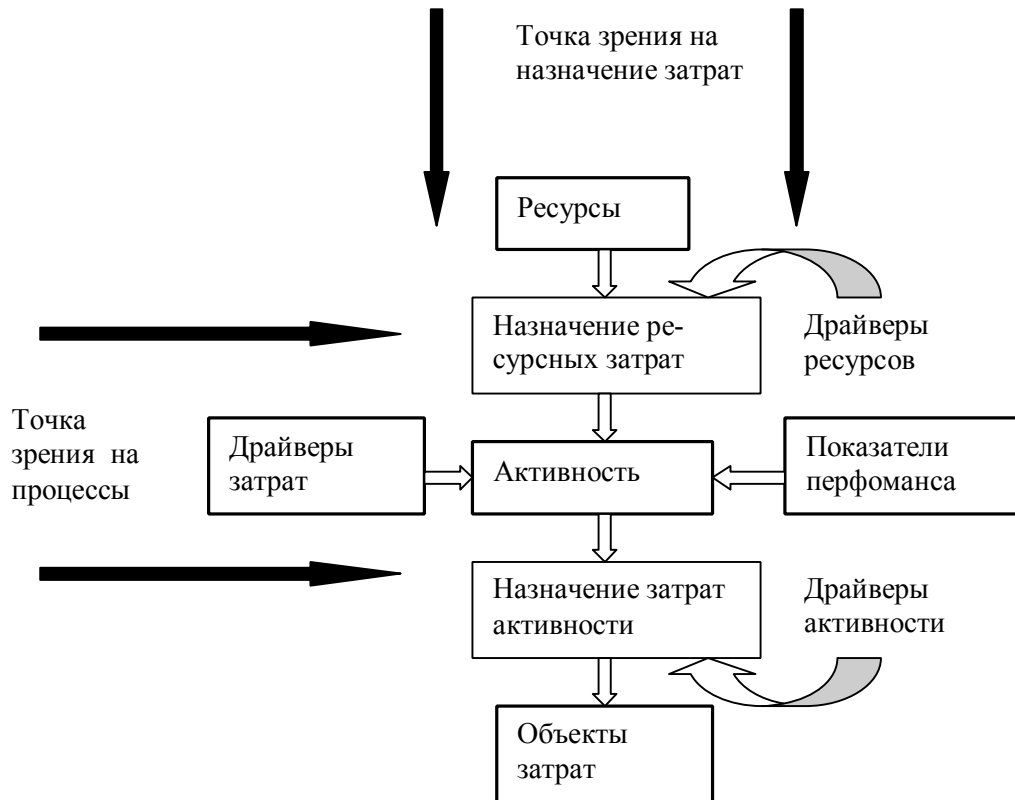 Точка зрения на
назначение затрат
Ресурсы
Назначение ре-
сурсных затрат
Драйверы
ресурсов
Точка
зрения на
процессы
Драйверы
затрат
Активность
Показатели
перфоманса
Назначение затрат
активности
Драйверы
активности
Объекты
затрат